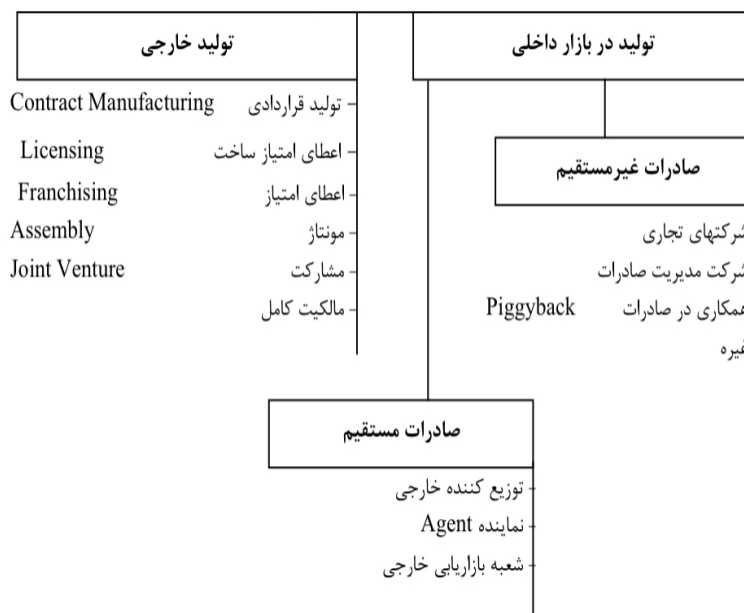 تولید در بازار داخلی
تولید خارجی
تولید قراردادی Contract Manufacturing
اعطای امتیاز ساخت Licensing
اعطای امتیاز Franchising
مونتاژ Assembly
مشارکت Joint Venture
مالکیت کامل
صادرات غیرمستقیم
شرکتهای تجاری
شرکت مدیریت صادرات
همکاری در صادرات Piggyback
غیره
صادرات مستقیم
توزیع کننده خارجی
نماینده Agent
شعبه بازاریابی خارجی